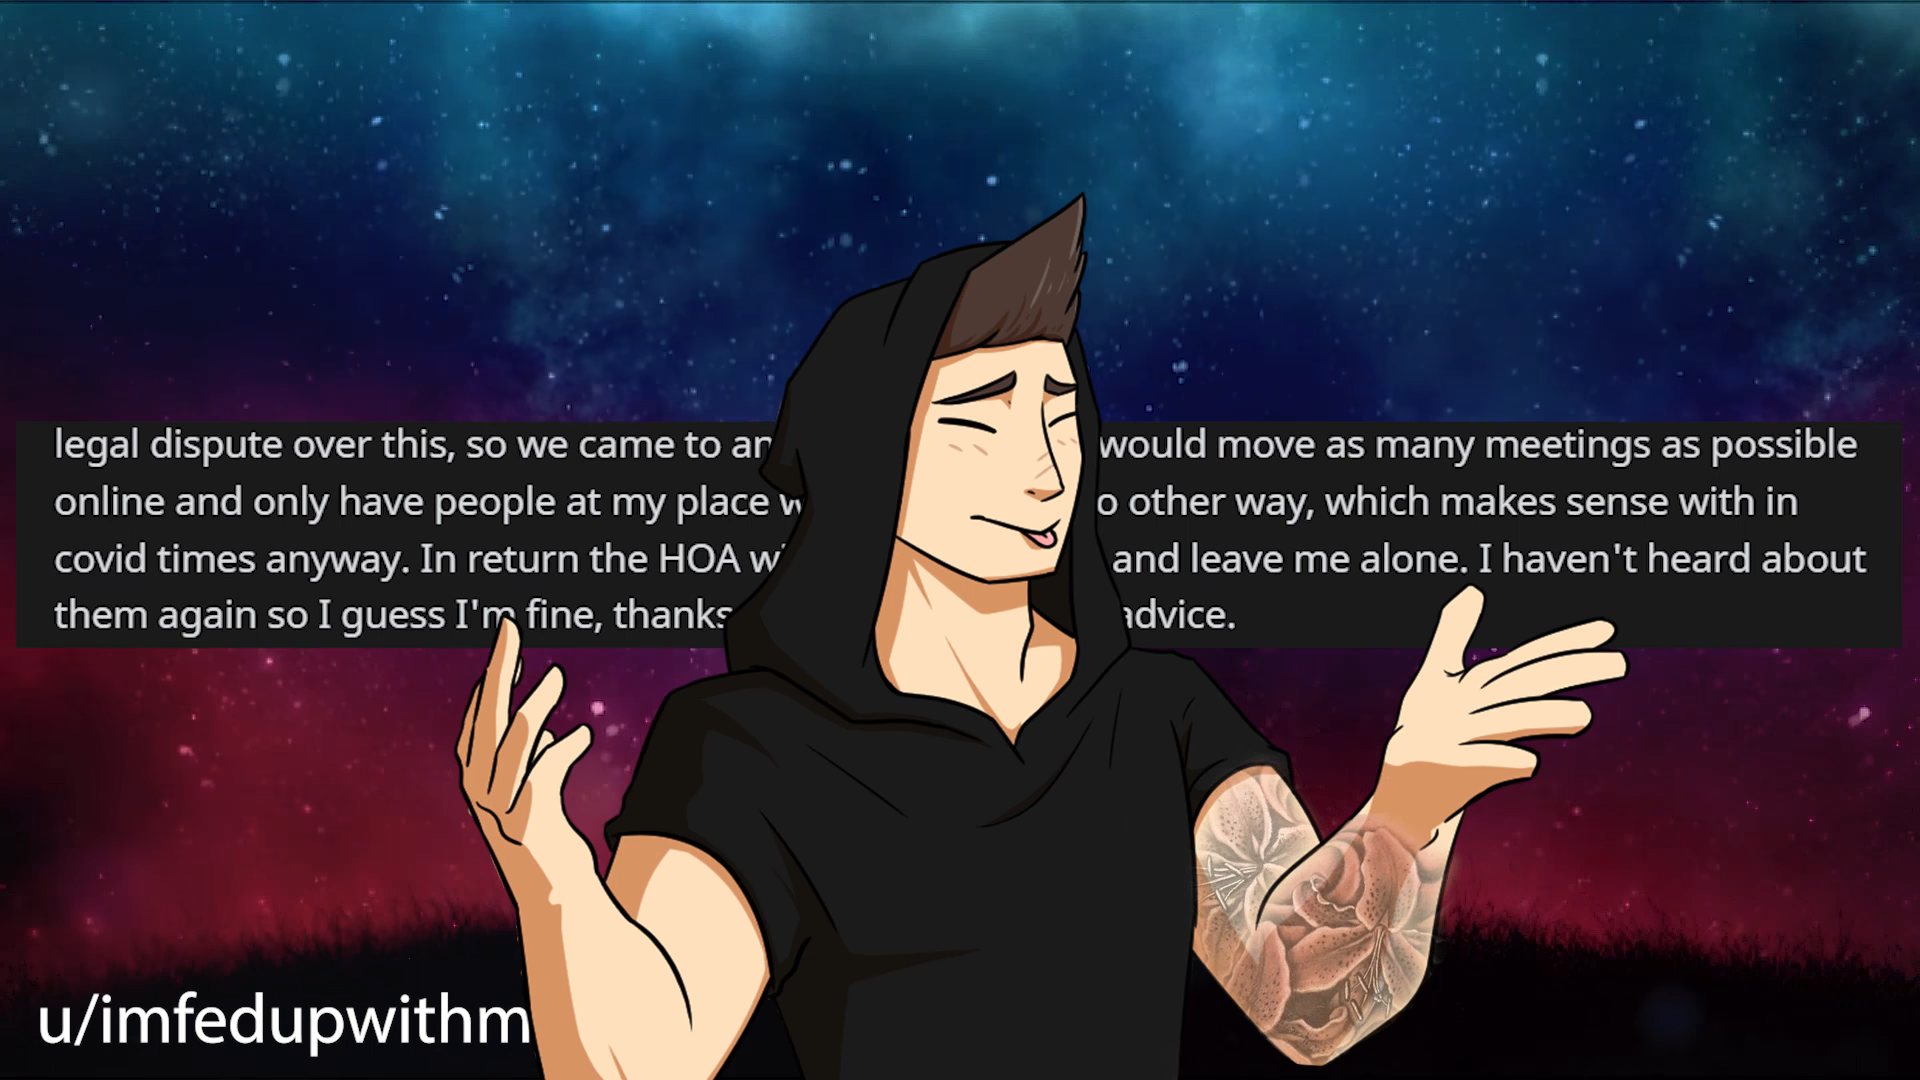 legal dispute over this, so we came to an would move as many meetings as possible
online and only have people at my place other way, which makes sense with in
covid times anyway. In return the HOA and leave me alone. I haven't heard about
them again so I guess I'm fine, thanks advice.
u/imfedupwithm